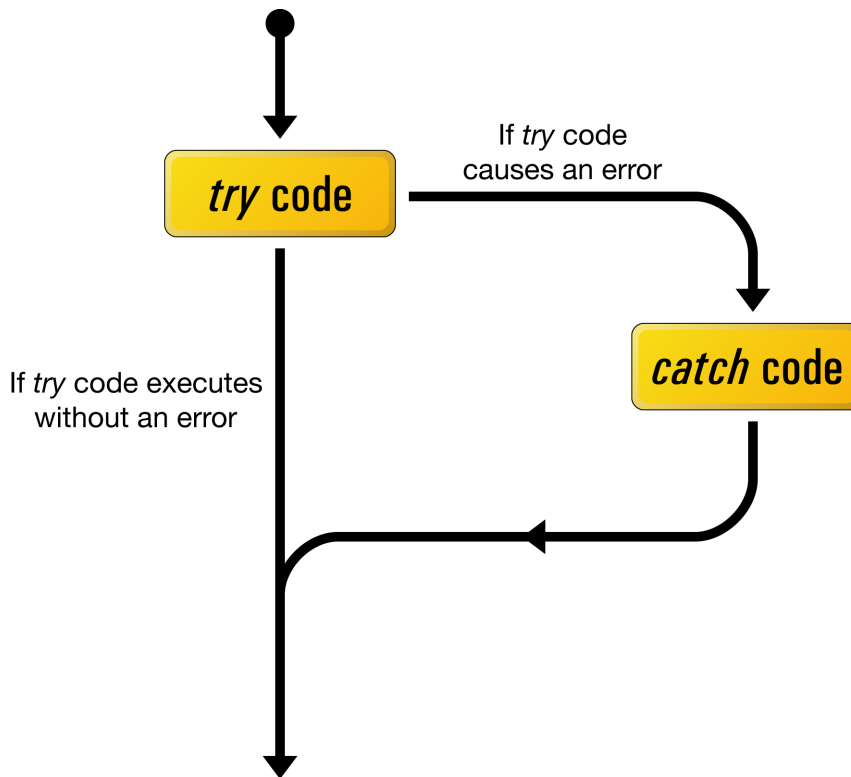 If try code
causes an error
try code
catch code
If try code executes
without an error